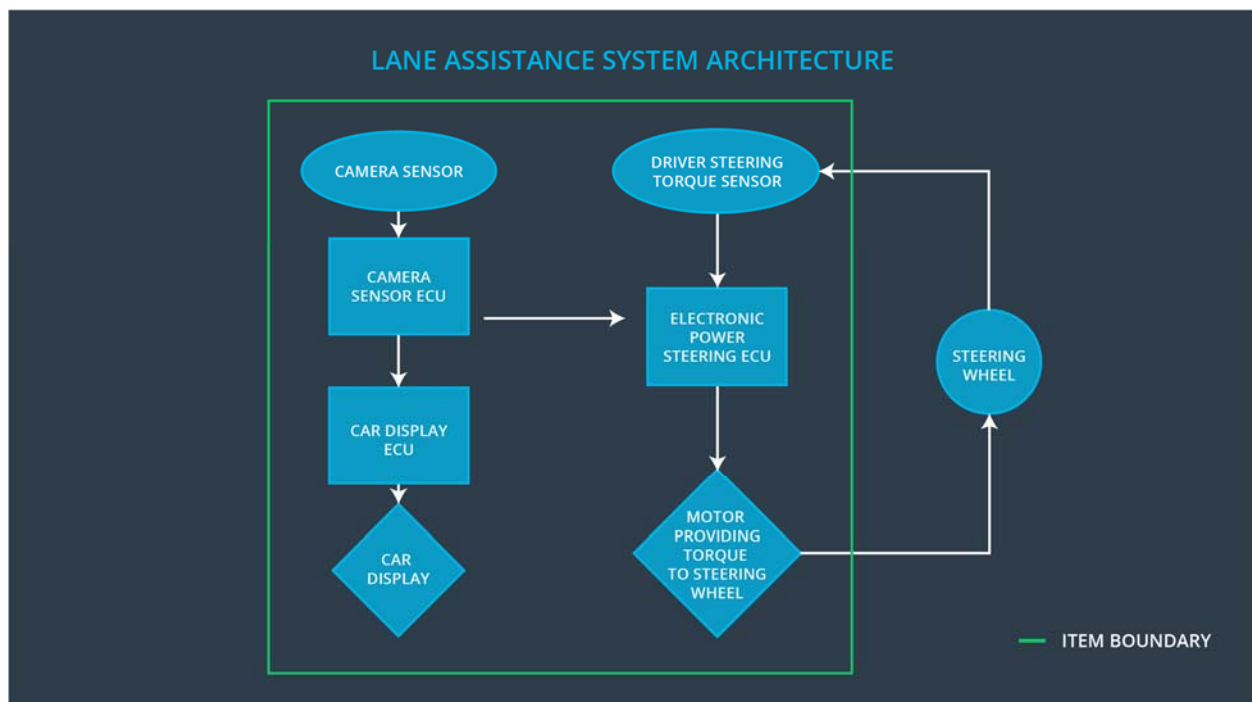 LANE ASSISTANCE SYSTEM ARCHITECTURE
CAMERA SENSOR
DRIVER STEERING
TORQUE SENSOR
CAMERA
SENSOR ECU
ELECTRONIC
POWER
STEERING ECU
STEERING
WHEEL
CAR DISPLAY
ECU
CAR
DISPLAY
MOTOR
PROVIDING
TORQUE
TO STEERING
WHEEL
ITEM BOUNDARY